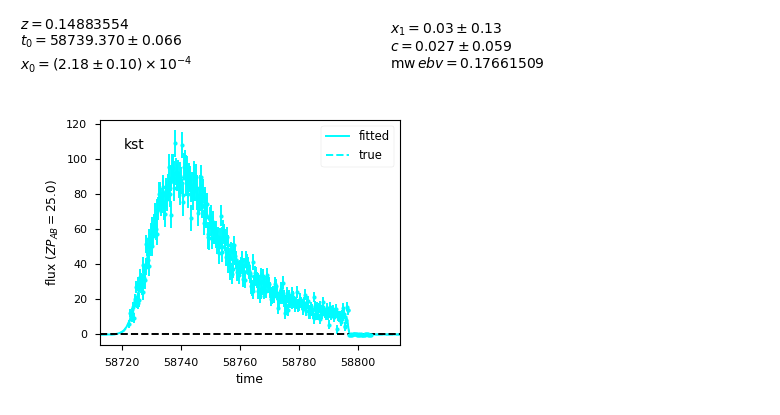 z = 0.14883554
t₀ = 58739.370 ± 0.066
x₀ = (2.18 ± 0.10) × 10⁻⁴
x₁ = 0.03 ± 0.13
c = 0.027 ± 0.059
mw ebv = 0.17661509
kst
fitted
true
120
100
80
60
40
20
0
flux (ZP_AB = 25.0)
58720 58740 58760 58780 58800
time